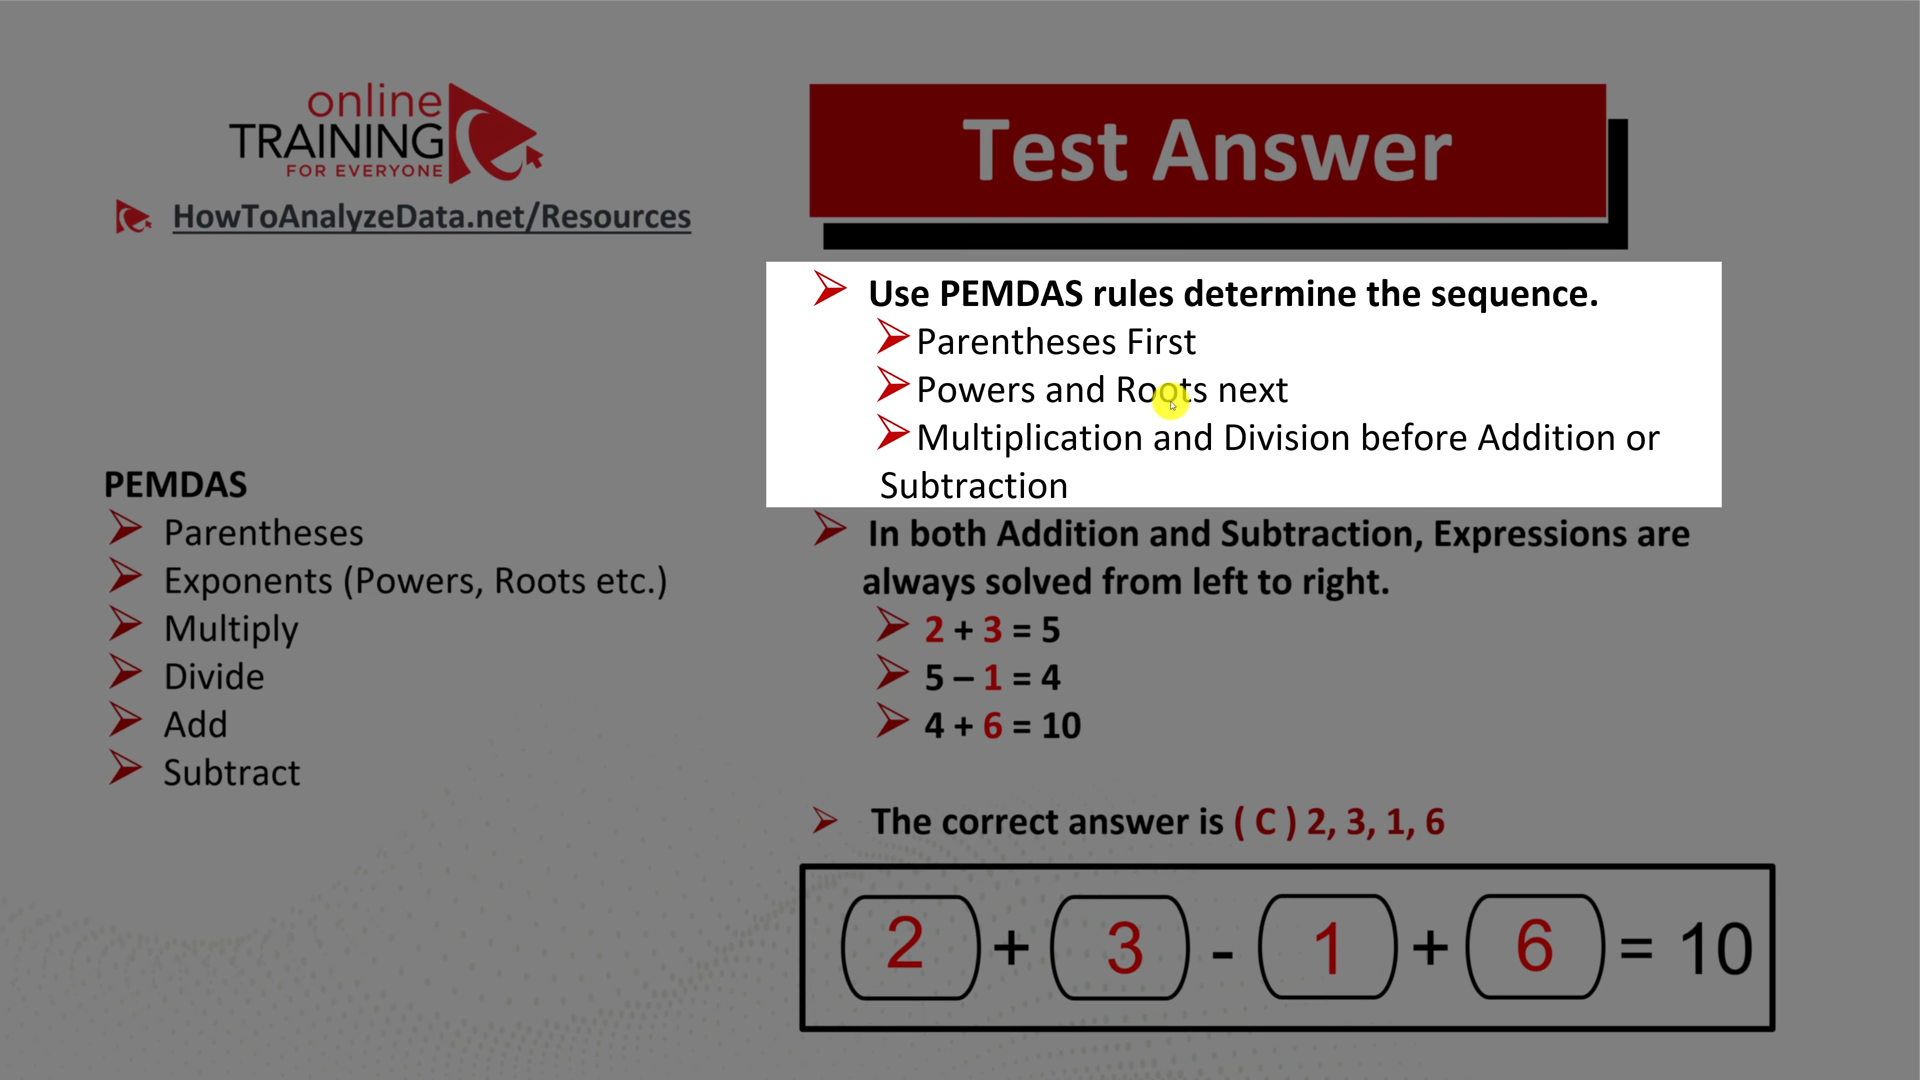 online
TRAINING
FOR EVERYONE
HowToAnalyzeData.net/Resources
Test Answer
Use PEMDAS rules determine the sequence.
Parentheses First
Powers and Roots next
Multiplication and Division before Addition or
Subtraction
PEMDAS
Parentheses
Exponents (Powers, Roots etc.)
Multiply
Divide
Add
Subtract
In both Addition and Subtraction, Expressions are
always solved from left to right.
2 + 3 = 5
5 – 1 = 4
4 + 6 = 10
The correct answer is ( C ) 2, 3, 1, 6
2 + 3 - 1 + 6 = 10